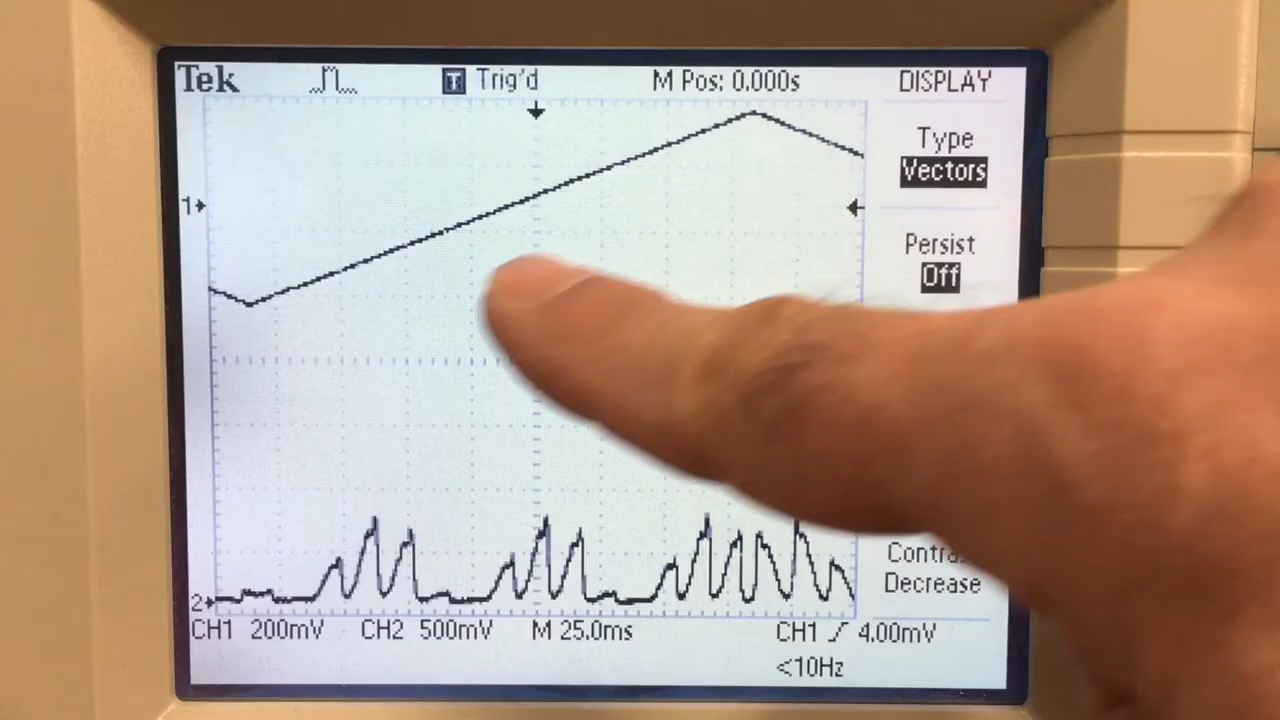 Tek T Trig'd M Pos: 0.000s DISPLAY
Type
Vectors
1
Persist
Off
Decrease
2
CH1 200mV CH2 500mV M 25.0ms CH1 4.00mV
<10Hz